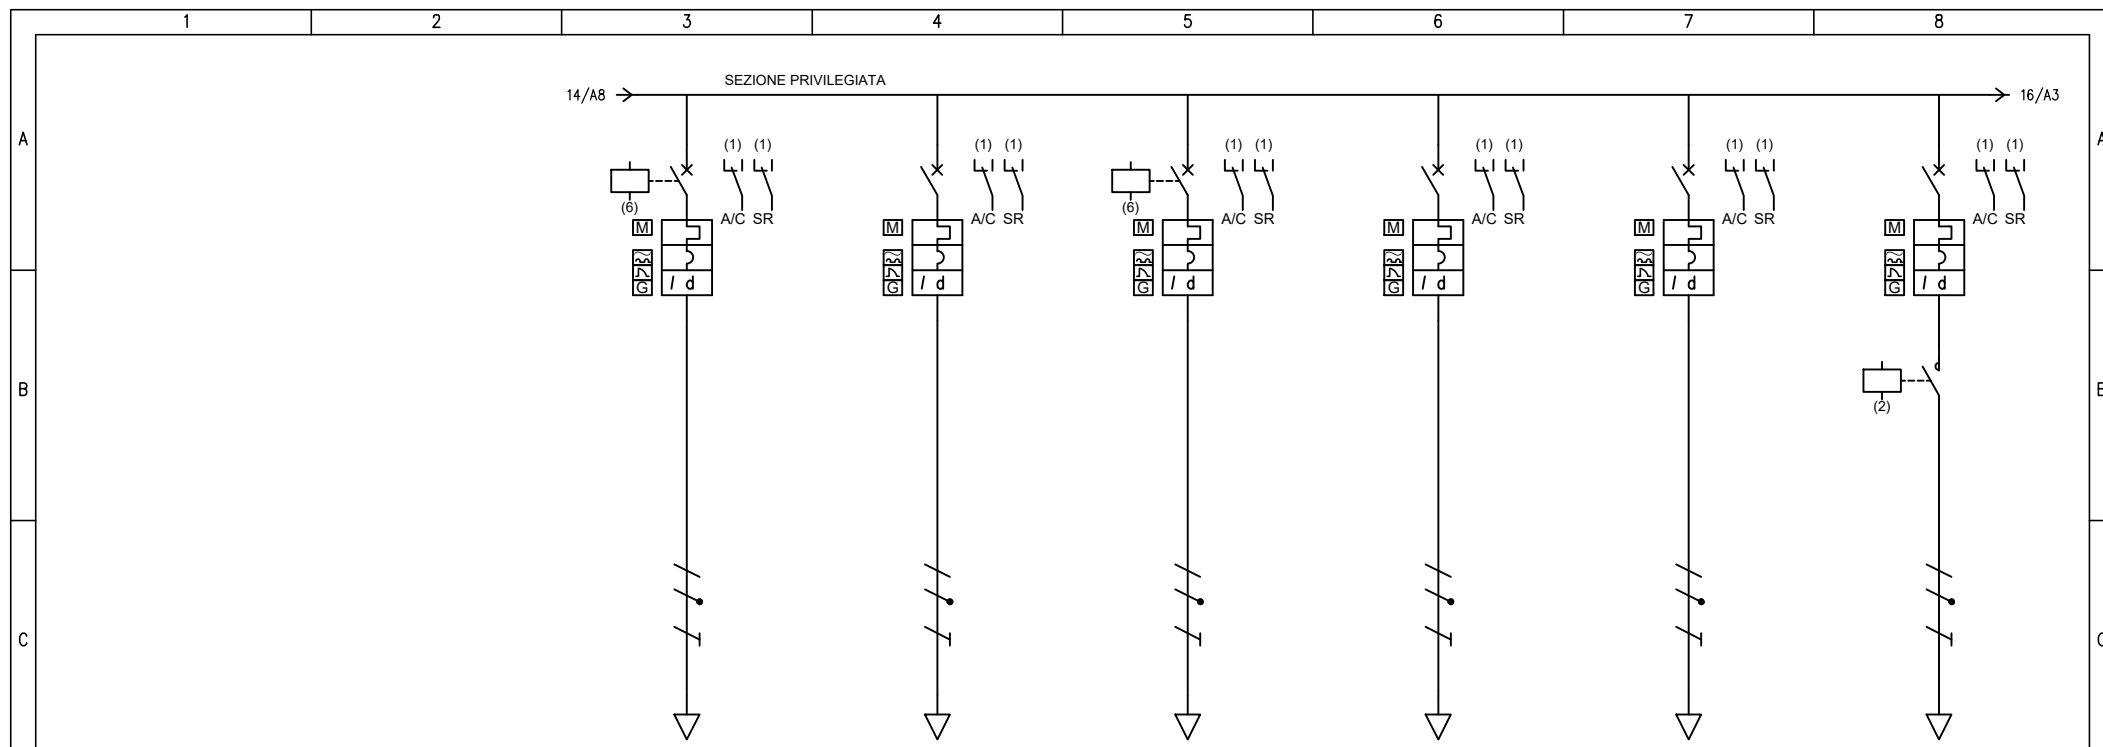 1 2 3 4 5 6 7 8
SEZIONE PRIVILEGIATA
14/A8 16/A3
A A
(1) (1) (1) (1) (1) (1) (1) (1) (1) (1) (1) (1)
(6) (6)
A/C SR A/C SR A/C SR A/C SR A/C SR A/C SR
M M M M M M
G I d G I d G I d G I d G I d G I d
B
(2)
C